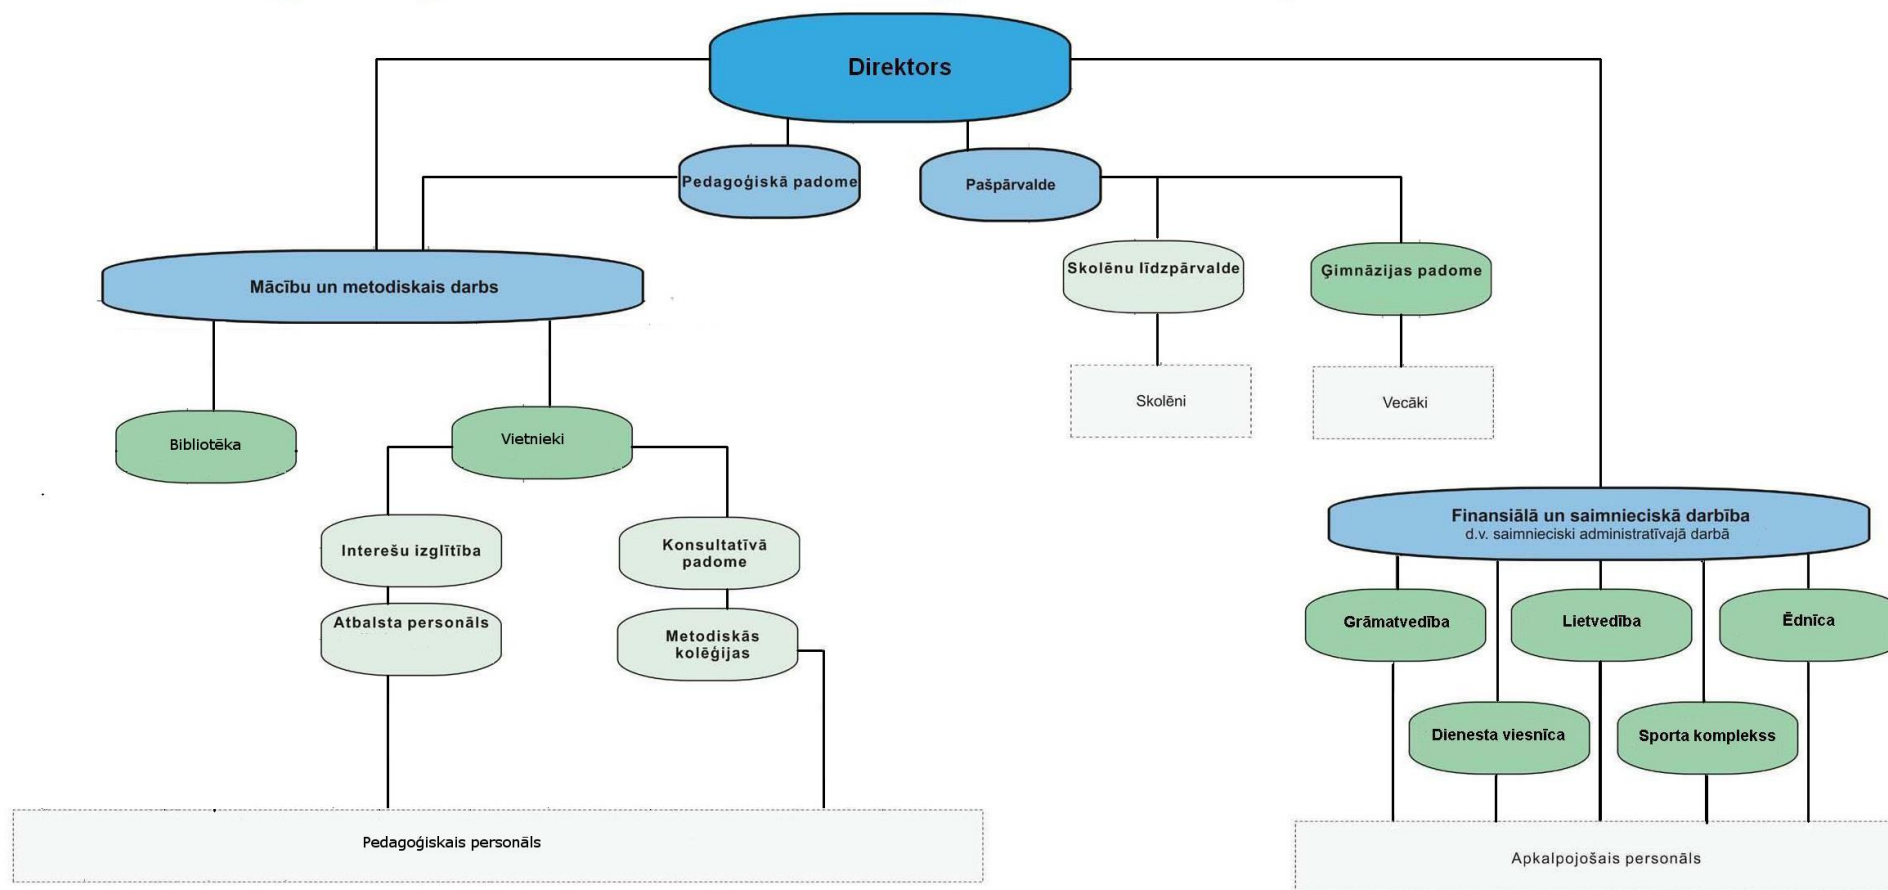 Direktors
Pedagoģiskā padome
Pašpārvalde
Skolēnu līdzpārvalde
Ģimnāzijas padome
Mācību un metodiskais darbs
Skolēni
Vecāki
Bibliotēka
Vietnieki
Finansiālā un saimnieciskā darbība
d.v. saimnieciski administratīvajā darbā
Interešu izglītība
Konsultatīvā
padome
Atbalsta personāls
Metodiskās
kolēģijas
Grāmatvedība
Lietvedība
Ēdnīca
Dienesta viesnīca
Sporta komplekss
Pedagoģiskais personāls
Apkalpojošais personāls